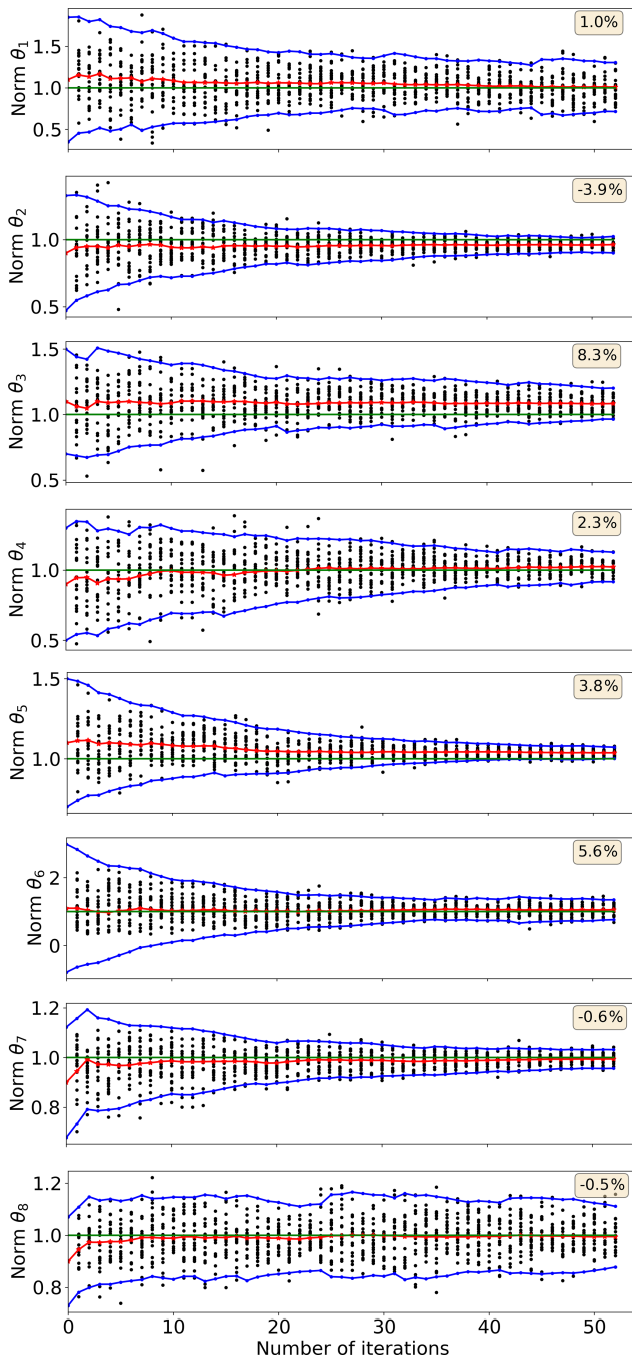 1.0%
1.5
1.0
0.5
Norm θ1
-3.9%
1.0
0.5
Norm θ2
8.3%
1.5
1.0
0.5
Norm θ3
2.3%
1.0
0.5
Norm θ4
3.8%
1.5
1.0
Norm θ5
5.6%
2
0
Norm θ6
-0.6%
1.2
1.0
0.8
Norm θ7
-0.5%
1.2
1.0
0.8
Norm θ8
0 10 20 30 40 50
Number of iterations